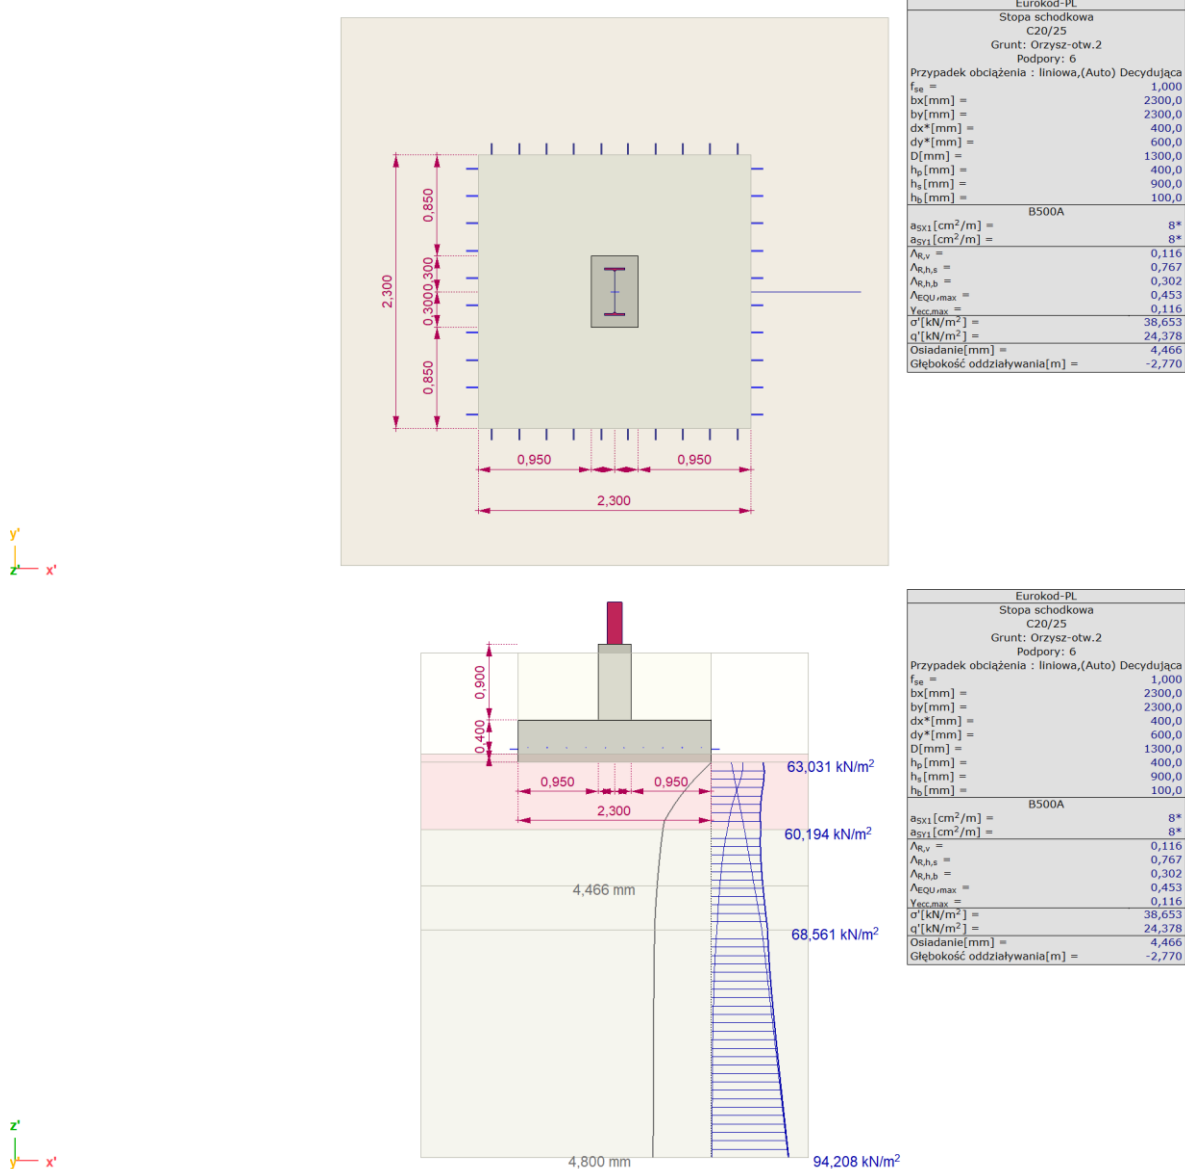 Eurokod-PL
Stopa schodkowa
C20/25
Grunt: Orzysz-otw.2
Podpory: 6
Przypadek obciążenia : liniowa,(Auto) Decydująca
fse = 1,000
bx[mm] = 2300,0
by[mm] = 2300,0
dx*[mm] = 400,0
dy*[mm] = 600,0
D[mm] = 1300,0
hp[mm] = 400,0
hs[mm] = 900,0
hb[mm] = 100,0
B500A
aSX1[cm²/m] = 8*
aSY1[cm²/m] = 8*
ΛR,v = 0,116
ΛR,h,s = 0,767
ΛR,h,b = 0,302
ΛEQU,max = 0,453
γecc,max = 0,116
σ'[kN/m²] = 38,653
q'[kN/m²] = 24,378
Osiadanie[mm] = 4,466
Głębokość oddziaływania[m] = -2,770
2,300
0,850
0,300
0,300
0,850
0,950
0,950
2,300
y'
z'
x'
Eurokod-PL
Stopa schodkowa
C20/25
Grunt: Orzysz-otw.2
Podpory: 6
Przypadek obciążenia : liniowa,(Auto) Decydująca
fse = 1,000
bx[mm] = 2300,0
by[mm] = 2300,0
dx*[mm] = 400,0
dy*[mm] = 600,0
D[mm] = 1300,0
hp[mm] = 400,0
hs[mm] = 900,0
hb[mm] = 100,0
B500A
aSX1[cm²/m] = 8*
aSY1[cm²/m] = 8*
ΛR,v = 0,116
ΛR,h,s = 0,767
ΛR,h,b = 0,302
ΛEQU,max = 0,453
γecc,max = 0,116
σ'[kN/m²] = 38,653
q'[kN/m²] = 24,378
Osiadanie[mm] = 4,466
Głębokość oddziaływania[m] = -2,770
0,900
0,400
0,950
0,950
2,300
63,031 kN/m²
60,194 kN/m²
4,466 mm
68,561 kN/m²
4,800 mm
94,208 kN/m²
z'
y'
x'